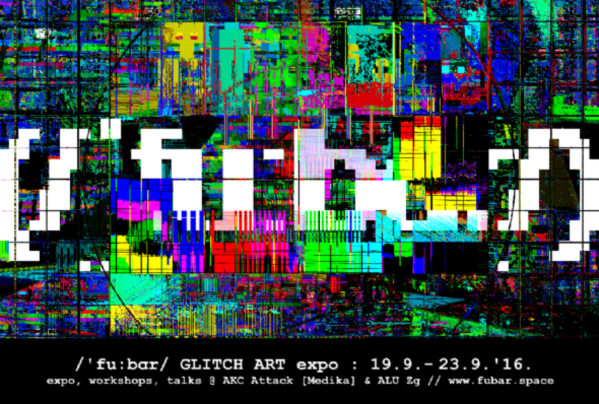 /'fu:bar/ GLITCH ART expo : 19.9.-23.9.'16.
expo, workshops, talks @ AKC Attack [Medika] & ALU Zg // www.fubar.space